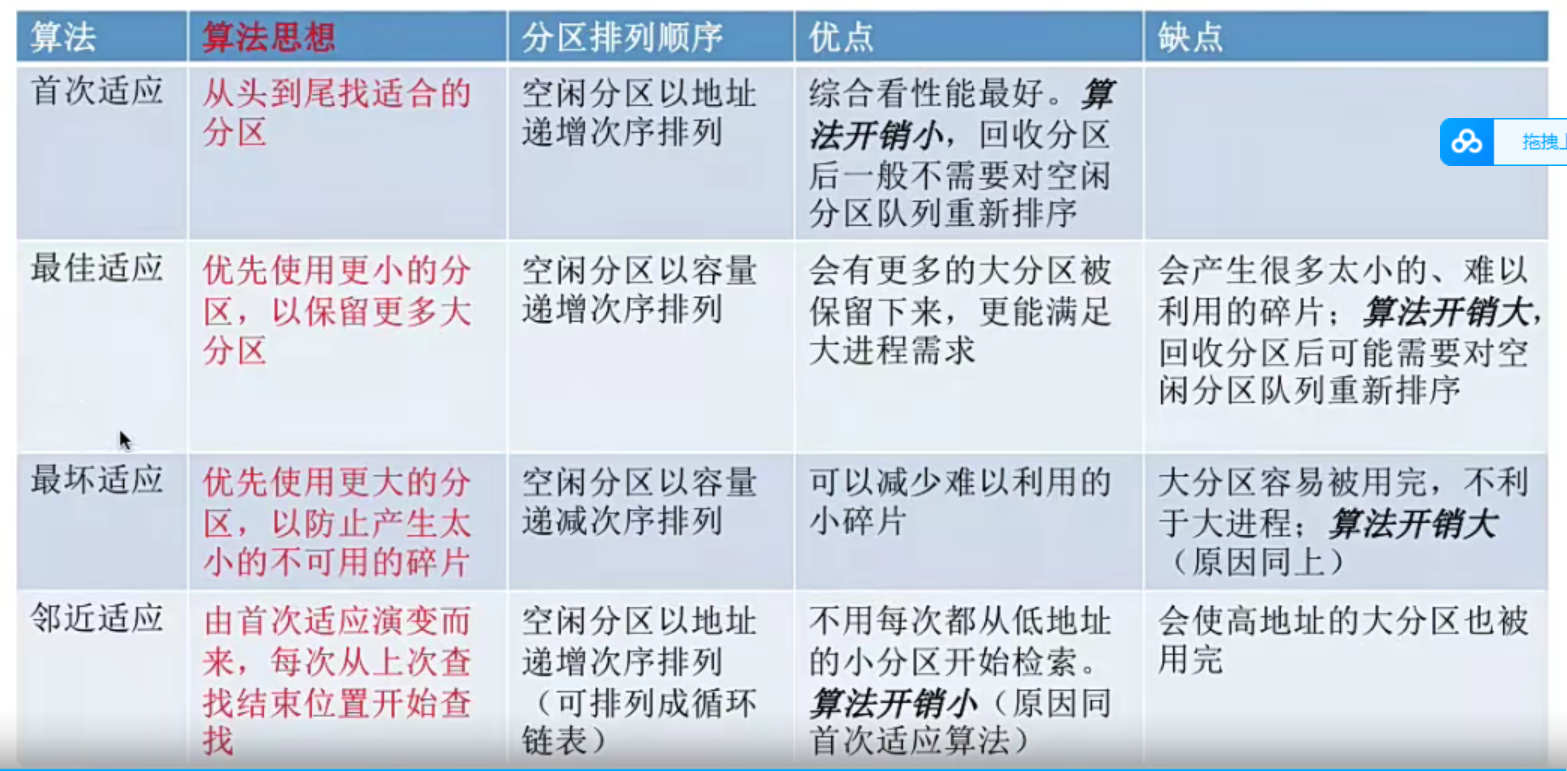 算法
算法思想
分区排列顺序
优点
缺点
首次适应
从头到尾找适合的
分区
空闲分区以地址
递增次序排列
综合看性能最好。算
法开销小，回收分区
后一般不需要对空闲
分区队列重新排序
拖拽上
最佳适应
优先使用更小的分
区，以保留更多大
分区
空闲分区以容量
递增次序排列
会有更多的大分区被
保留下来，更能满足
大进程需求
会产生很多太小的、难以
利用的碎片；算法开销大，
回收分区后可能需要对空
闲分区队列重新排序
最坏适应
优先使用更大的分
区，以防止产生太
小的不可用的碎片
空闲分区以容量
递减次序排列
可以减少难以利用的
小碎片
大分区容易被用完，不利
于大进程；算法开销大
（原因同上）
邻近适应
由首次适应演变而
来，每次从上次查
找结束位置开始查
找
空闲分区以地址
递增次序排列
（可排列成循环
链表）
不用每次都从低地址
的小分区开始检索。
算法开销小（原因同
首次适应算法）
会使高地址的大分区也被
用完